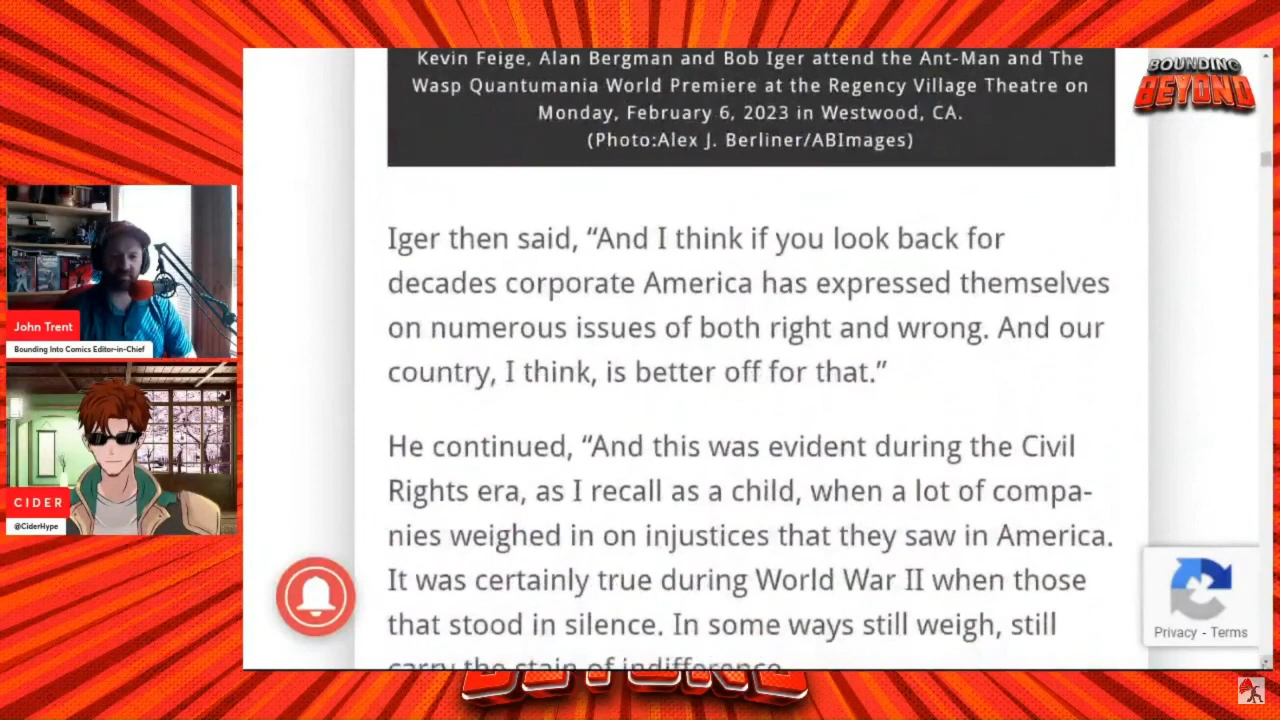 Kevin Feige, Alan Bergman and Bob Iger attend the Ant-Man and The
Wasp Quantumania World Premiere at the Regency Village Theatre on
Monday, February 6, 2023 in Westwood, CA.
(Photo:Alex J. Berliner/ABImages)
BOUNDING
BEYOND
Iger then said, “And I think if you look back for
decades corporate America has expressed themselves
on numerous issues of both right and wrong. And our
country, I think, is better off for that.”
He continued, “And this was evident during the Civil
Rights era, as I recall as a child, when a lot of compa-
nies weighed in on injustices that they saw in America.
It was certainly true during World War II when those
that stood in silence. In some ways still weigh, still
carry the stain of indifference
John Trent
Bounding Into Comics Editor-in-Chief
CIDER
@CiderHype
Privacy - Terms
BEYOND